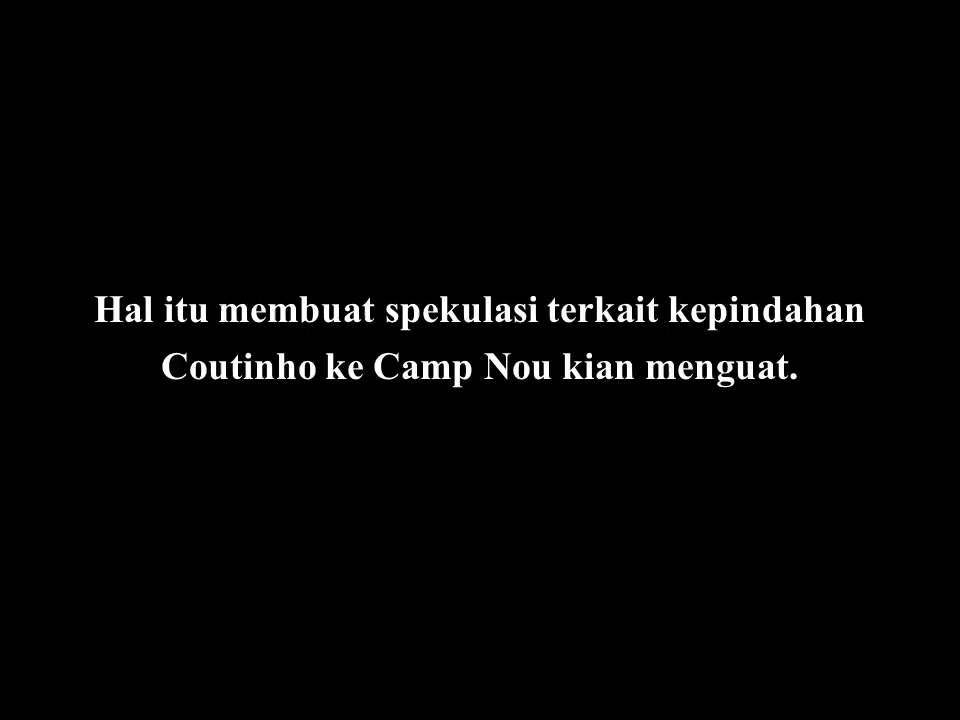 Hal itu membuat spekulasi terkait kepindahan
Coutinho ke Camp Nou kian menguat.